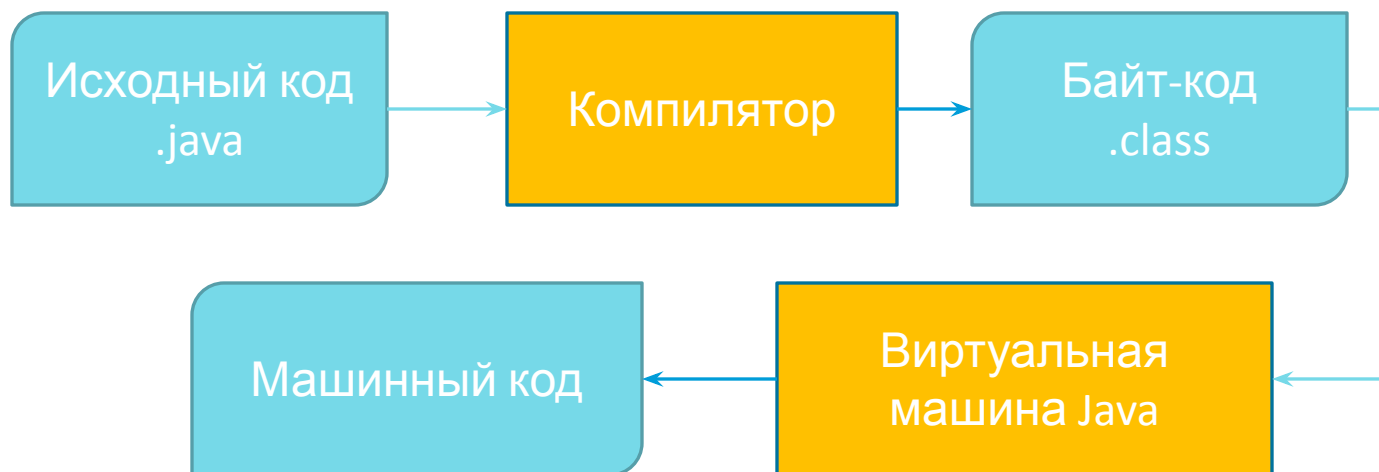 Исходный код
.java
Компилятор
Байт-код
.class
Виртуальная
машина Java
Машинный код